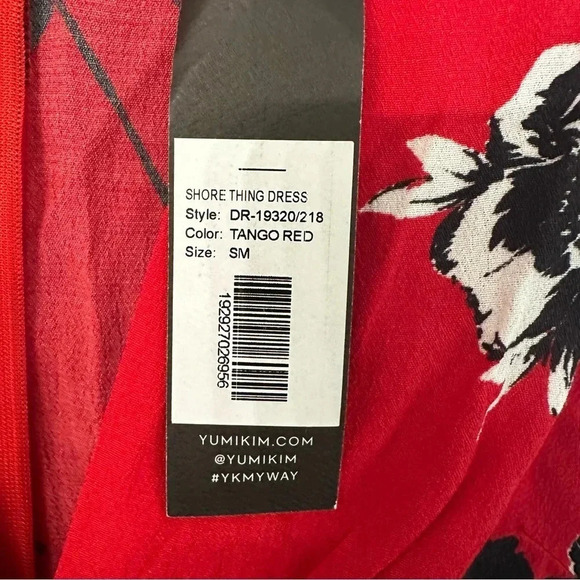 SHORE THING DRESS
Style: DR-19320/218
Color: TANGO RED
Size: SM
192927026956
YUMIKIM.COM
@YUMIKIM
#YKMYWAY